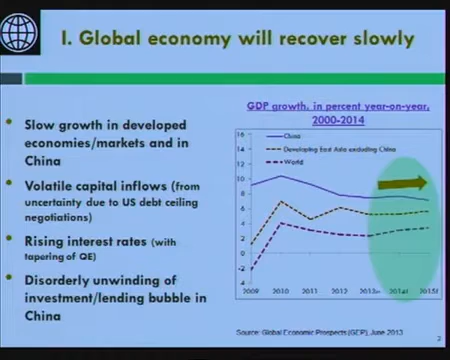 I. Global economy will recover slowly
• Slow growth in developed
economies/markets and in
China
• Volatile capital inflows (from
uncertainty due to US debt ceiling
negotiations)
• Rising interest rates (with
tapering of QE)
• Disorderly unwinding of
investment/lending bubble in
China
GDP growth, in percent year-on-year,
2000-2014
China
Developing East Asia excluding China
World
16
14
12
10
8
6
4
2
0
-2
-4
2009 2010 2011 2012 2013e 2014f 2015f
Source: Global Economic Prospects (GEP), June 2013
2